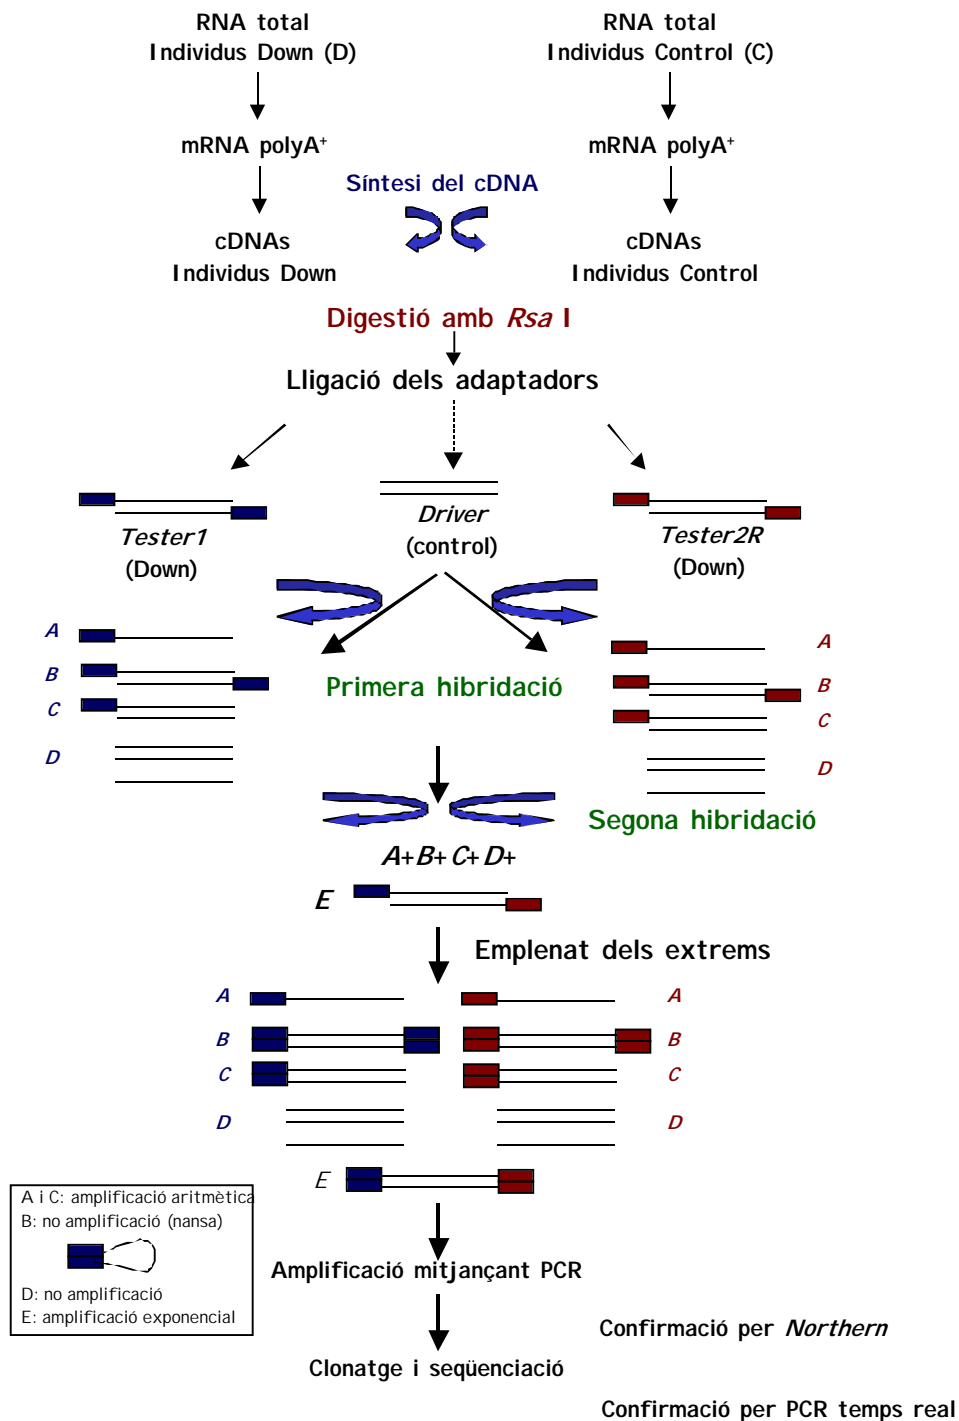 RNA total
Individus Down (D)
RNA total
Individus Control (C)
mRNA polyA+
mRNA polyA+
Síntesi del cDNA
cDNAs
Individus Down
cDNAs
Individus Control
Digestió amb Rsa I
Lligació dels adaptadors
Tester1
(Down)
Driver
(control)
Tester2R
(Down)
A
B
C
D
Primera hibridació
A
B
C
D
Segona hibridació
A+B+C+D+
E
Emplenat dels extrems
A
B
C
D
A
B
C
D
E
A i C: amplificació aritmètica
B: no amplificació (nansa)
D: no amplificació
E: amplificació exponencial
Amplificació mitjançant PCR
Clonatge i seqüenciació
Confirmació per Northern
Confirmació per PCR temps real